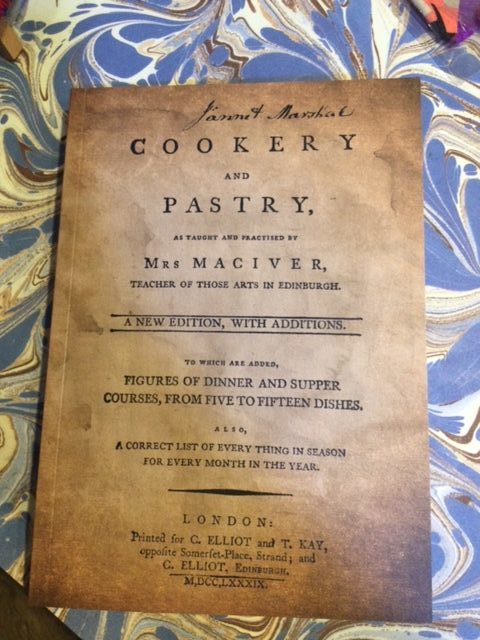 Jannet Marshal
COOKERY
AND
PASTRY,
AS TAUGHT AND PRACTISED BY
MRS MACIVER,
TEACHER OF THOSE ARTS IN EDINBURGH.
A NEW EDITION, WITH ADDITIONS.
TO WHICH ARE ADDED,
FIGURES OF DINNER AND SUPPER
COURSES, FROM FIVE TO FIFTEEN DISHES.
ALSO,
A CORRECT LIST OF EVERY THING IN SEASON
FOR EVERY MONTH IN THE YEAR.
LONDON:
Printed for C. ELLIOT and T. KAY,
opposite Somerſet-Place, Strand; and
C. ELLIOT, EDINBURGH.
M,DCC,LXXXIX.